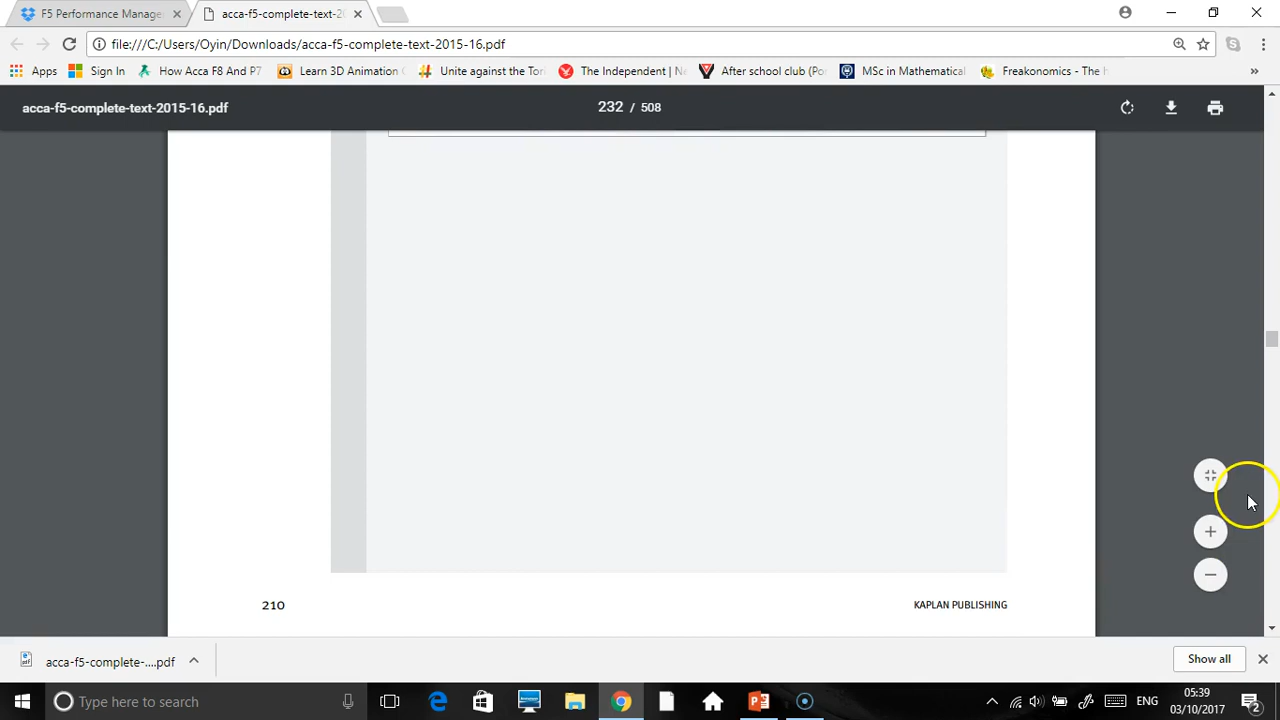 F5 Performance Manage
acca-f5-complete-text-20
file:///C:/Users/Oyin/Downloads/acca-f5-complete-text-2015-16.pdf
Apps Sign In How Acca F8 And P7 Learn 3D Animation Unite against the Tori The Independent | Ne After school club (Po MSc in Mathematical Freakonomics - The h »
acca-f5-complete-text-2015-16.pdf 232 / 508
210 KAPLAN PUBLISHING
acca-f5-complete-....pdf Show all
Type here to search ENG 05:39
03/10/2017 2